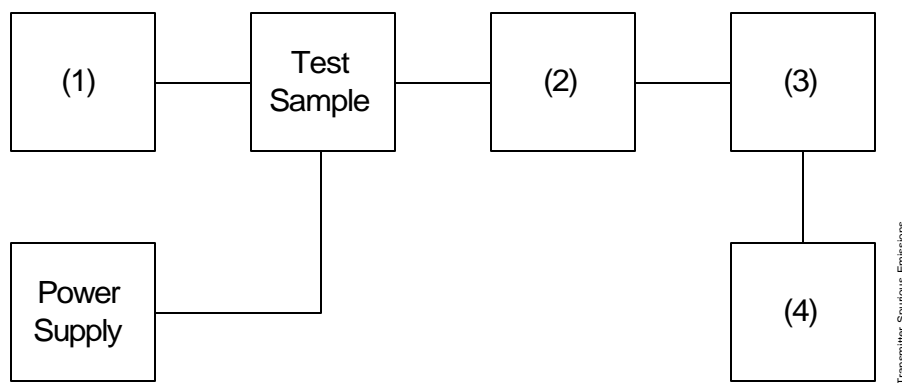 (1)
Test
Sample
(2)
(3)
Power
Supply
(4)
Transmitter Spurious Emissions